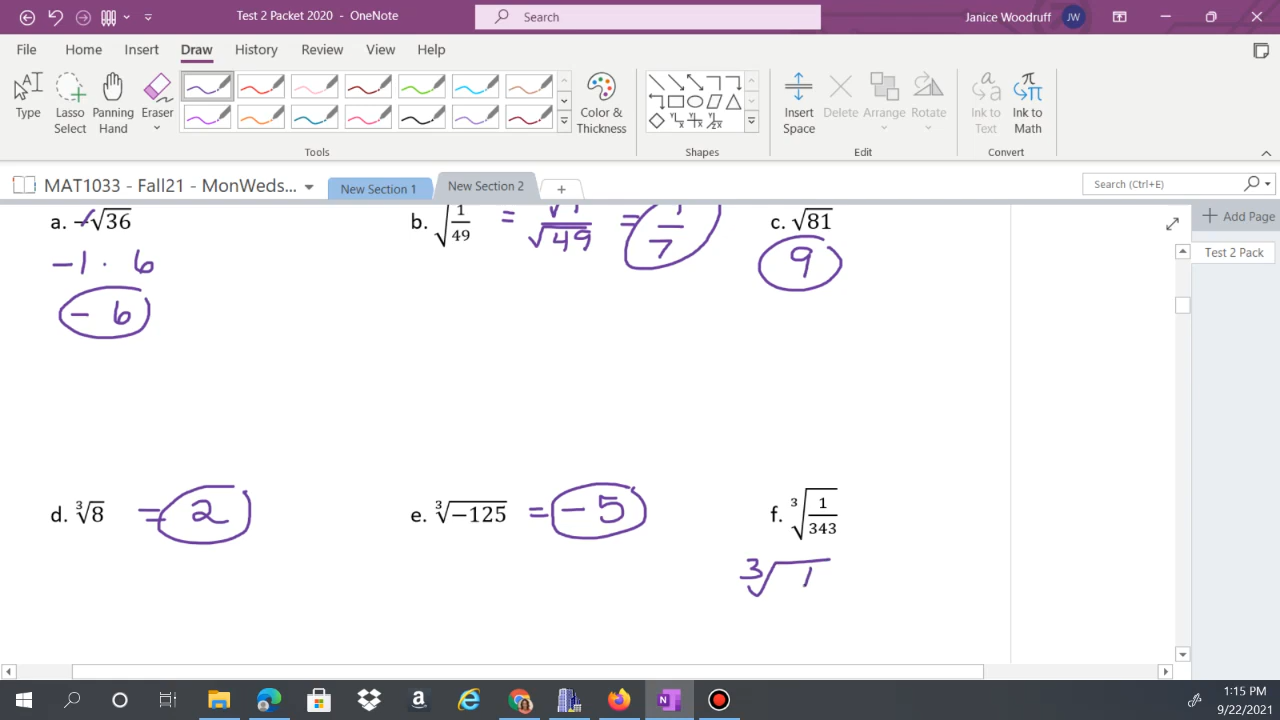 Test 2 Packet 2020 - OneNote
Search
Janice Woodruff JW
File Home Insert Draw History Review View Help
Type
Lasso Select
Panning Hand
Eraser
Color & Thickness
Insert Space
Delete
Arrange
Rotate
Ink to Text
Ink to Math
Tools
Shapes
Edit
Convert
MAT1033 - Fall21 - MonWeds...
New Section 1
New Section 2
+
Search (Ctrl+E)
Add Page
Test 2 Pack
a. -√36
-1 · 6
- 6
b. √(1/49) = √1/√49 = 1/7
c. √81
9
d. ∛8 = 2
e. ∛-125 = -5
f. ∛(1/343)
∛1
1:15 PM
9/22/2021